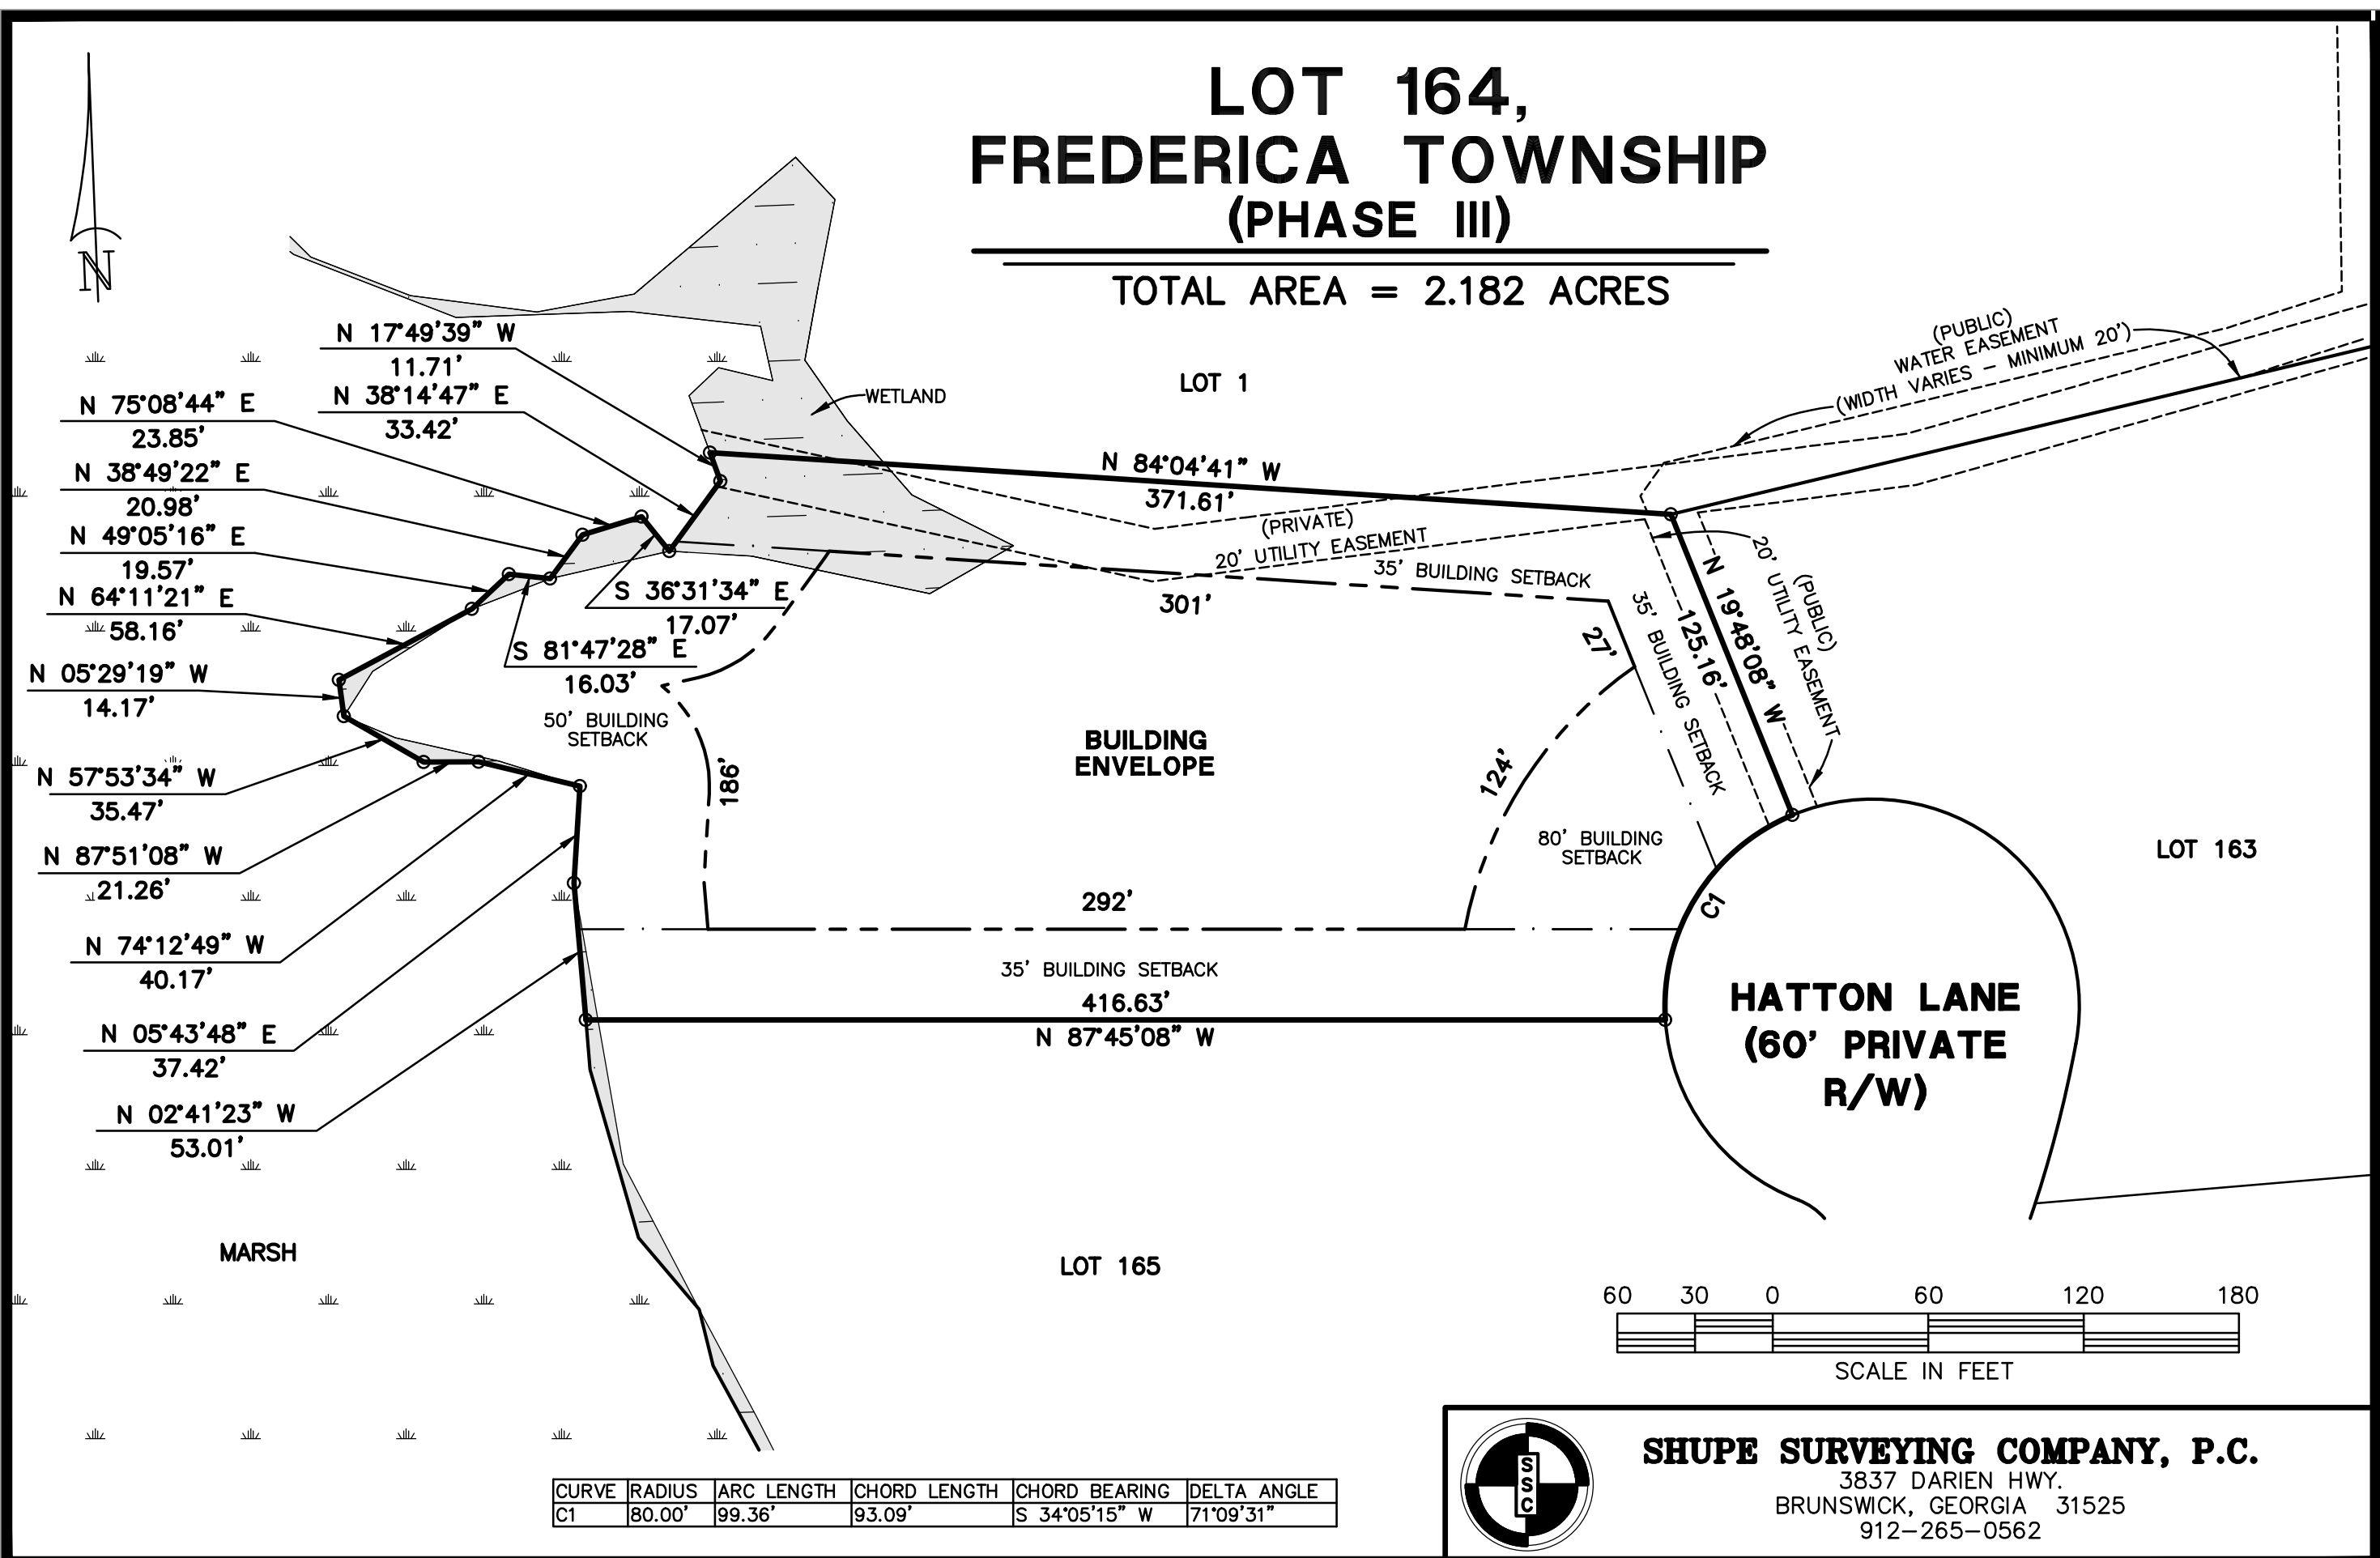 LOT 164,
FREDERICA TOWNSHIP
(PHASE III)
TOTAL AREA = 2.182 ACRES
N
N 17°49'39" W
11.71'
N 38°14'47" E
33.42'
N 75°08'44" E
23.85'
N 38°49'22" E
20.98'
N 49°05'16" E
19.57'
N 64°11'21" E
58.16'
N 05°29'19" W
14.17'
N 57°53'34" W
35.47'
N 87°51'08" W
21.26'
N 74°12'49" W
40.17'
N 05°43'48" E
37.42'
N 02°41'23" W
53.01'
S 36°31'34" E
17.07'
S 81°47'28" E
16.03'
WETLAND
LOT 1
(PUBLIC)
WATER EASEMENT
(WIDTH VARIES - MINIMUM 20')
N 84°04'41" W
371.61'
(PRIVATE)
20' UTILITY EASEMENT
35' BUILDING SETBACK
301'
27'
35' BUILDING SETBACK
125.16'
N 19°48'08" W
20' UTILITY EASEMENT
(PUBLIC)
50' BUILDING
SETBACK
186'
BUILDING
ENVELOPE
124'
80' BUILDING
SETBACK
LOT 163
292'
C1
35' BUILDING SETBACK
416.63'
N 87°45'08" W
HATTON LANE
(60' PRIVATE
R/W)
MARSH
LOT 165
60 30 0 60 120 180
SCALE IN FEET
CURVE RADIUS ARC LENGTH CHORD LENGTH CHORD BEARING DELTA ANGLE
C1 80.00' 99.36' 93.09' S 34°05'15" W 71°09'31"
SSC
SHUPE SURVEYING COMPANY, P.C.
3837 DARIEN HWY.
BRUNSWICK, GEORGIA 31525
912-265-0562